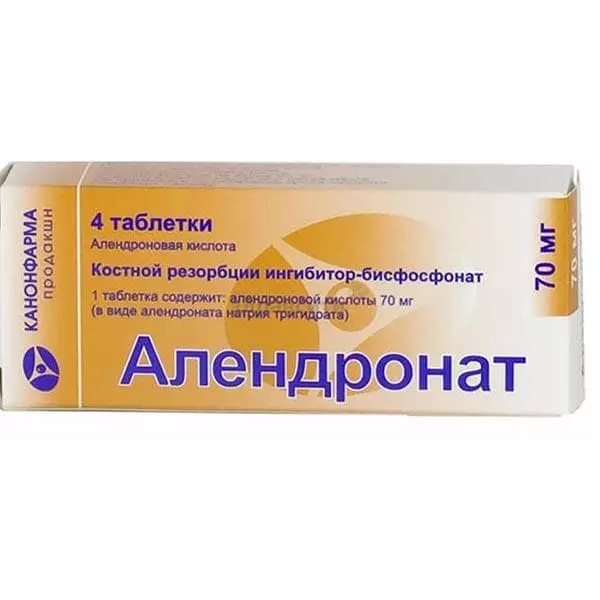 КАНОНФАРМА
продакшн
4 таблетки
Алендроновая кислота
Костной резорбции ингибитор-бисфосфонат
1 таблетка содержит: алендроновой кислоты 70 мг
(в виде алендроната натрия тригидрата)
Алендронат
70 мг